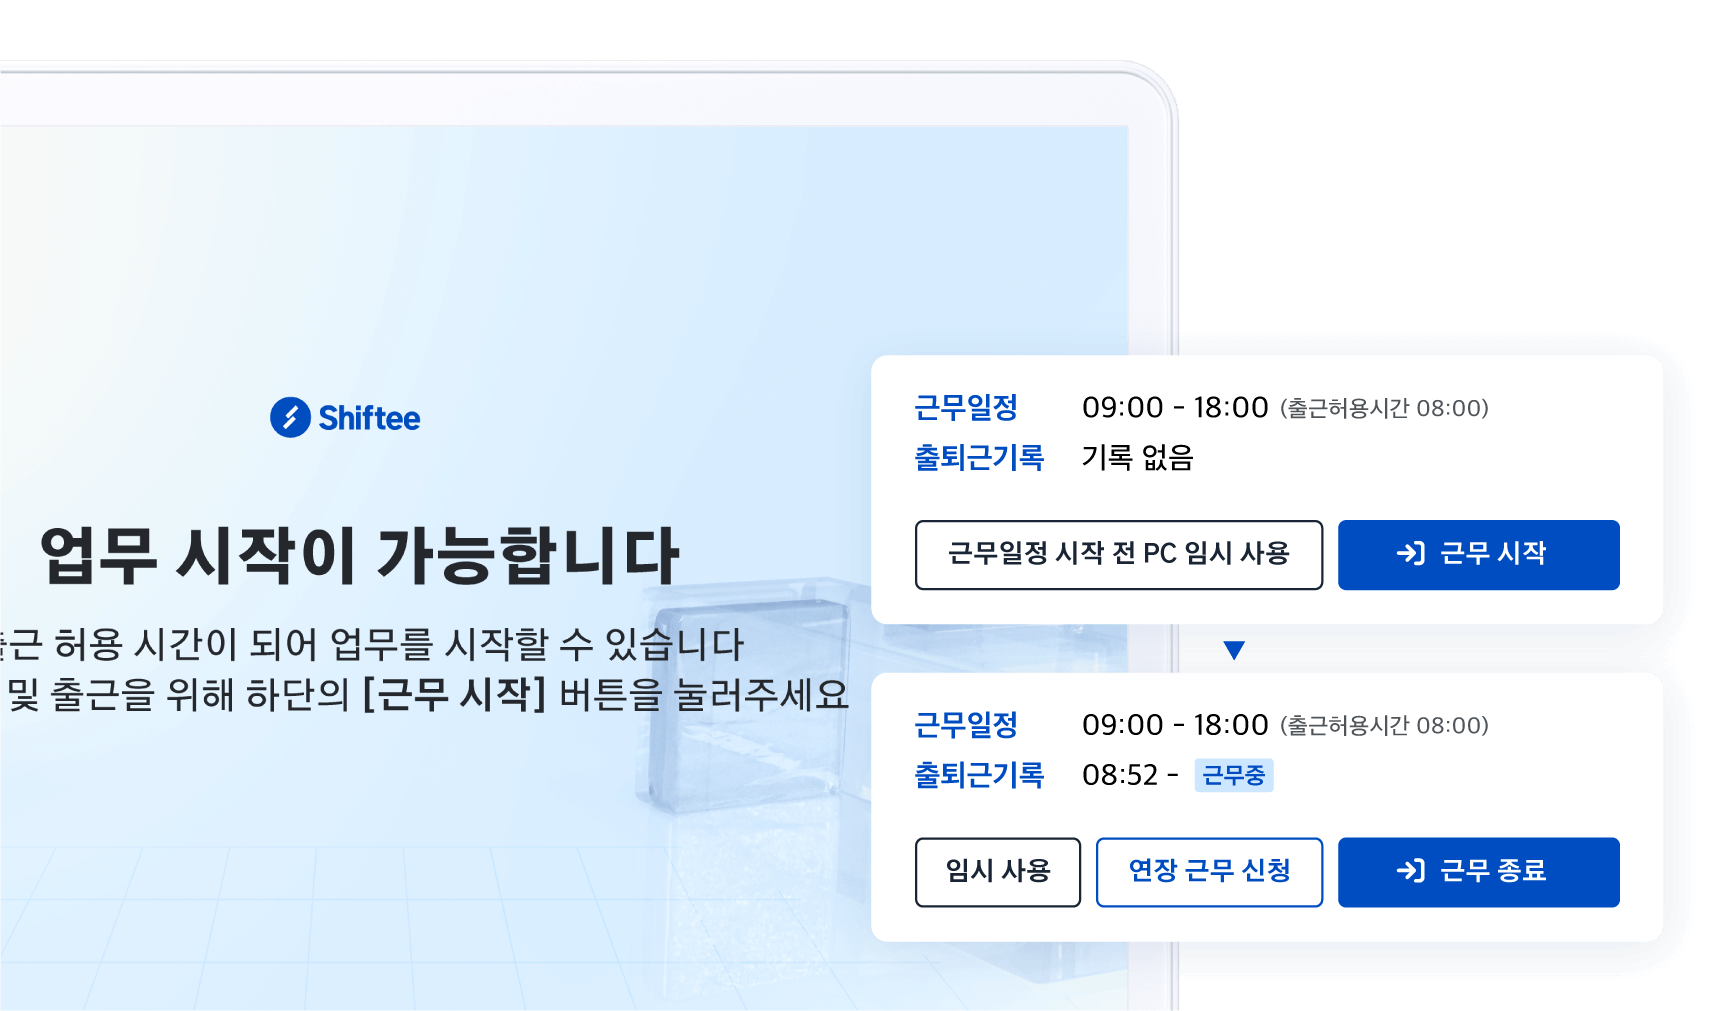 Shiftee
업무 시작이 가능합니다
허용 시간이 되어 업무를 시작할 수 있습니다
및 출근을 위해 하단의 [근무 시작] 버튼을 눌러주세요
근무일정 09:00 - 18:00 (출근허용시간 08:00)
출퇴근기록 기록 없음
근무일정 시작 전 PC 임시 사용 근무 시작
근무일정 09:00 - 18:00 (출근허용시간 08:00)
출퇴근기록 08:52 - 근무중
임시 사용 연장 근무 신청 근무 종료